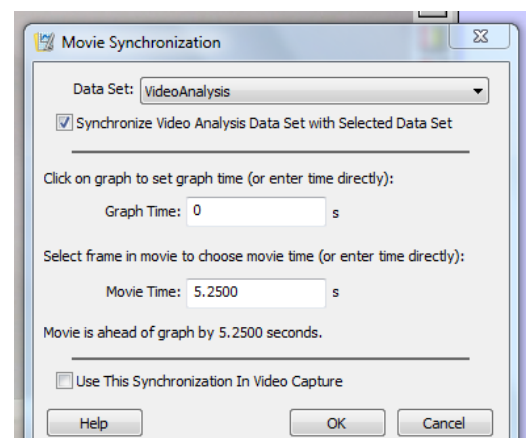 Movie Synchronization
Data Set: VideoAnalysis
Synchronize Video Analysis Data Set with Selected Data Set
Click on graph to set graph time (or enter time directly):
Graph Time: 0 s
Select frame in movie to choose movie time (or enter time directly):
Movie Time: 5.2500 s
Movie is ahead of graph by 5.2500 seconds.
Use This Synchronization In Video Capture
Help OK Cancel